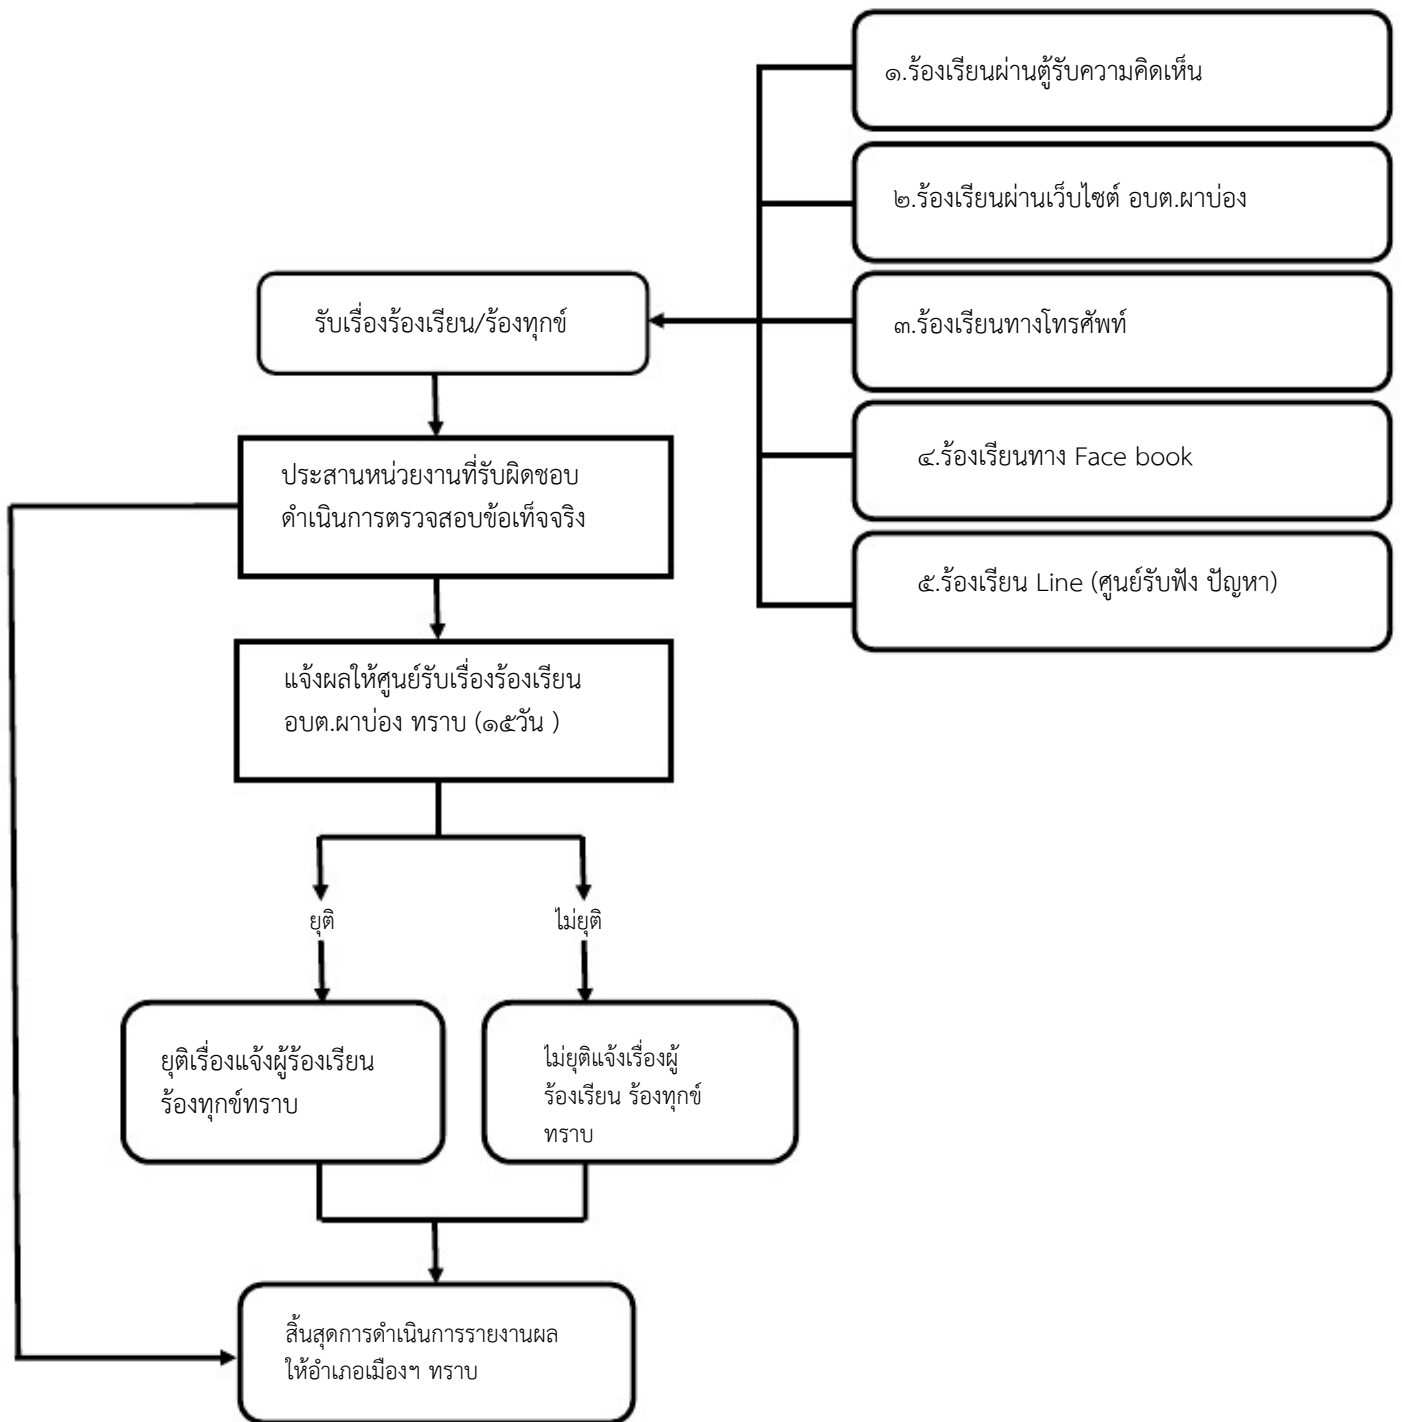 ๑.ร้องเรียนผ่านตู้รับความคิดเห็น
๒.ร้องเรียนผ่านเว็บไซต์ อบต.ผาบ่อง
รับเรื่องร้องเรียน/ร้องทุกข์
๓.ร้องเรียนทางโทรศัพท์
๔.ร้องเรียนทาง Face book
ประสานหน่วยงานที่รับผิดชอบ
ดำเนินการตรวจสอบข้อเท็จจริง
๕.ร้องเรียน Line (ศูนย์รับฟัง ปัญหา)
แจ้งผลให้ศูนย์รับเรื่องร้องเรียน
อบต.ผาบ่อง ทราบ (๑๕วัน )
ยุติ
ไม่ยุติ
ยุติเรื่องแจ้งผู้ร้องเรียน
ร้องทุกข์ทราบ
ไม่ยุติแจ้งเรื่องผู้
ร้องเรียน ร้องทุกข์
ทราบ
สิ้นสุดการดำเนินการรายงานผล
ให้อำเภอเมืองฯ ทราบ